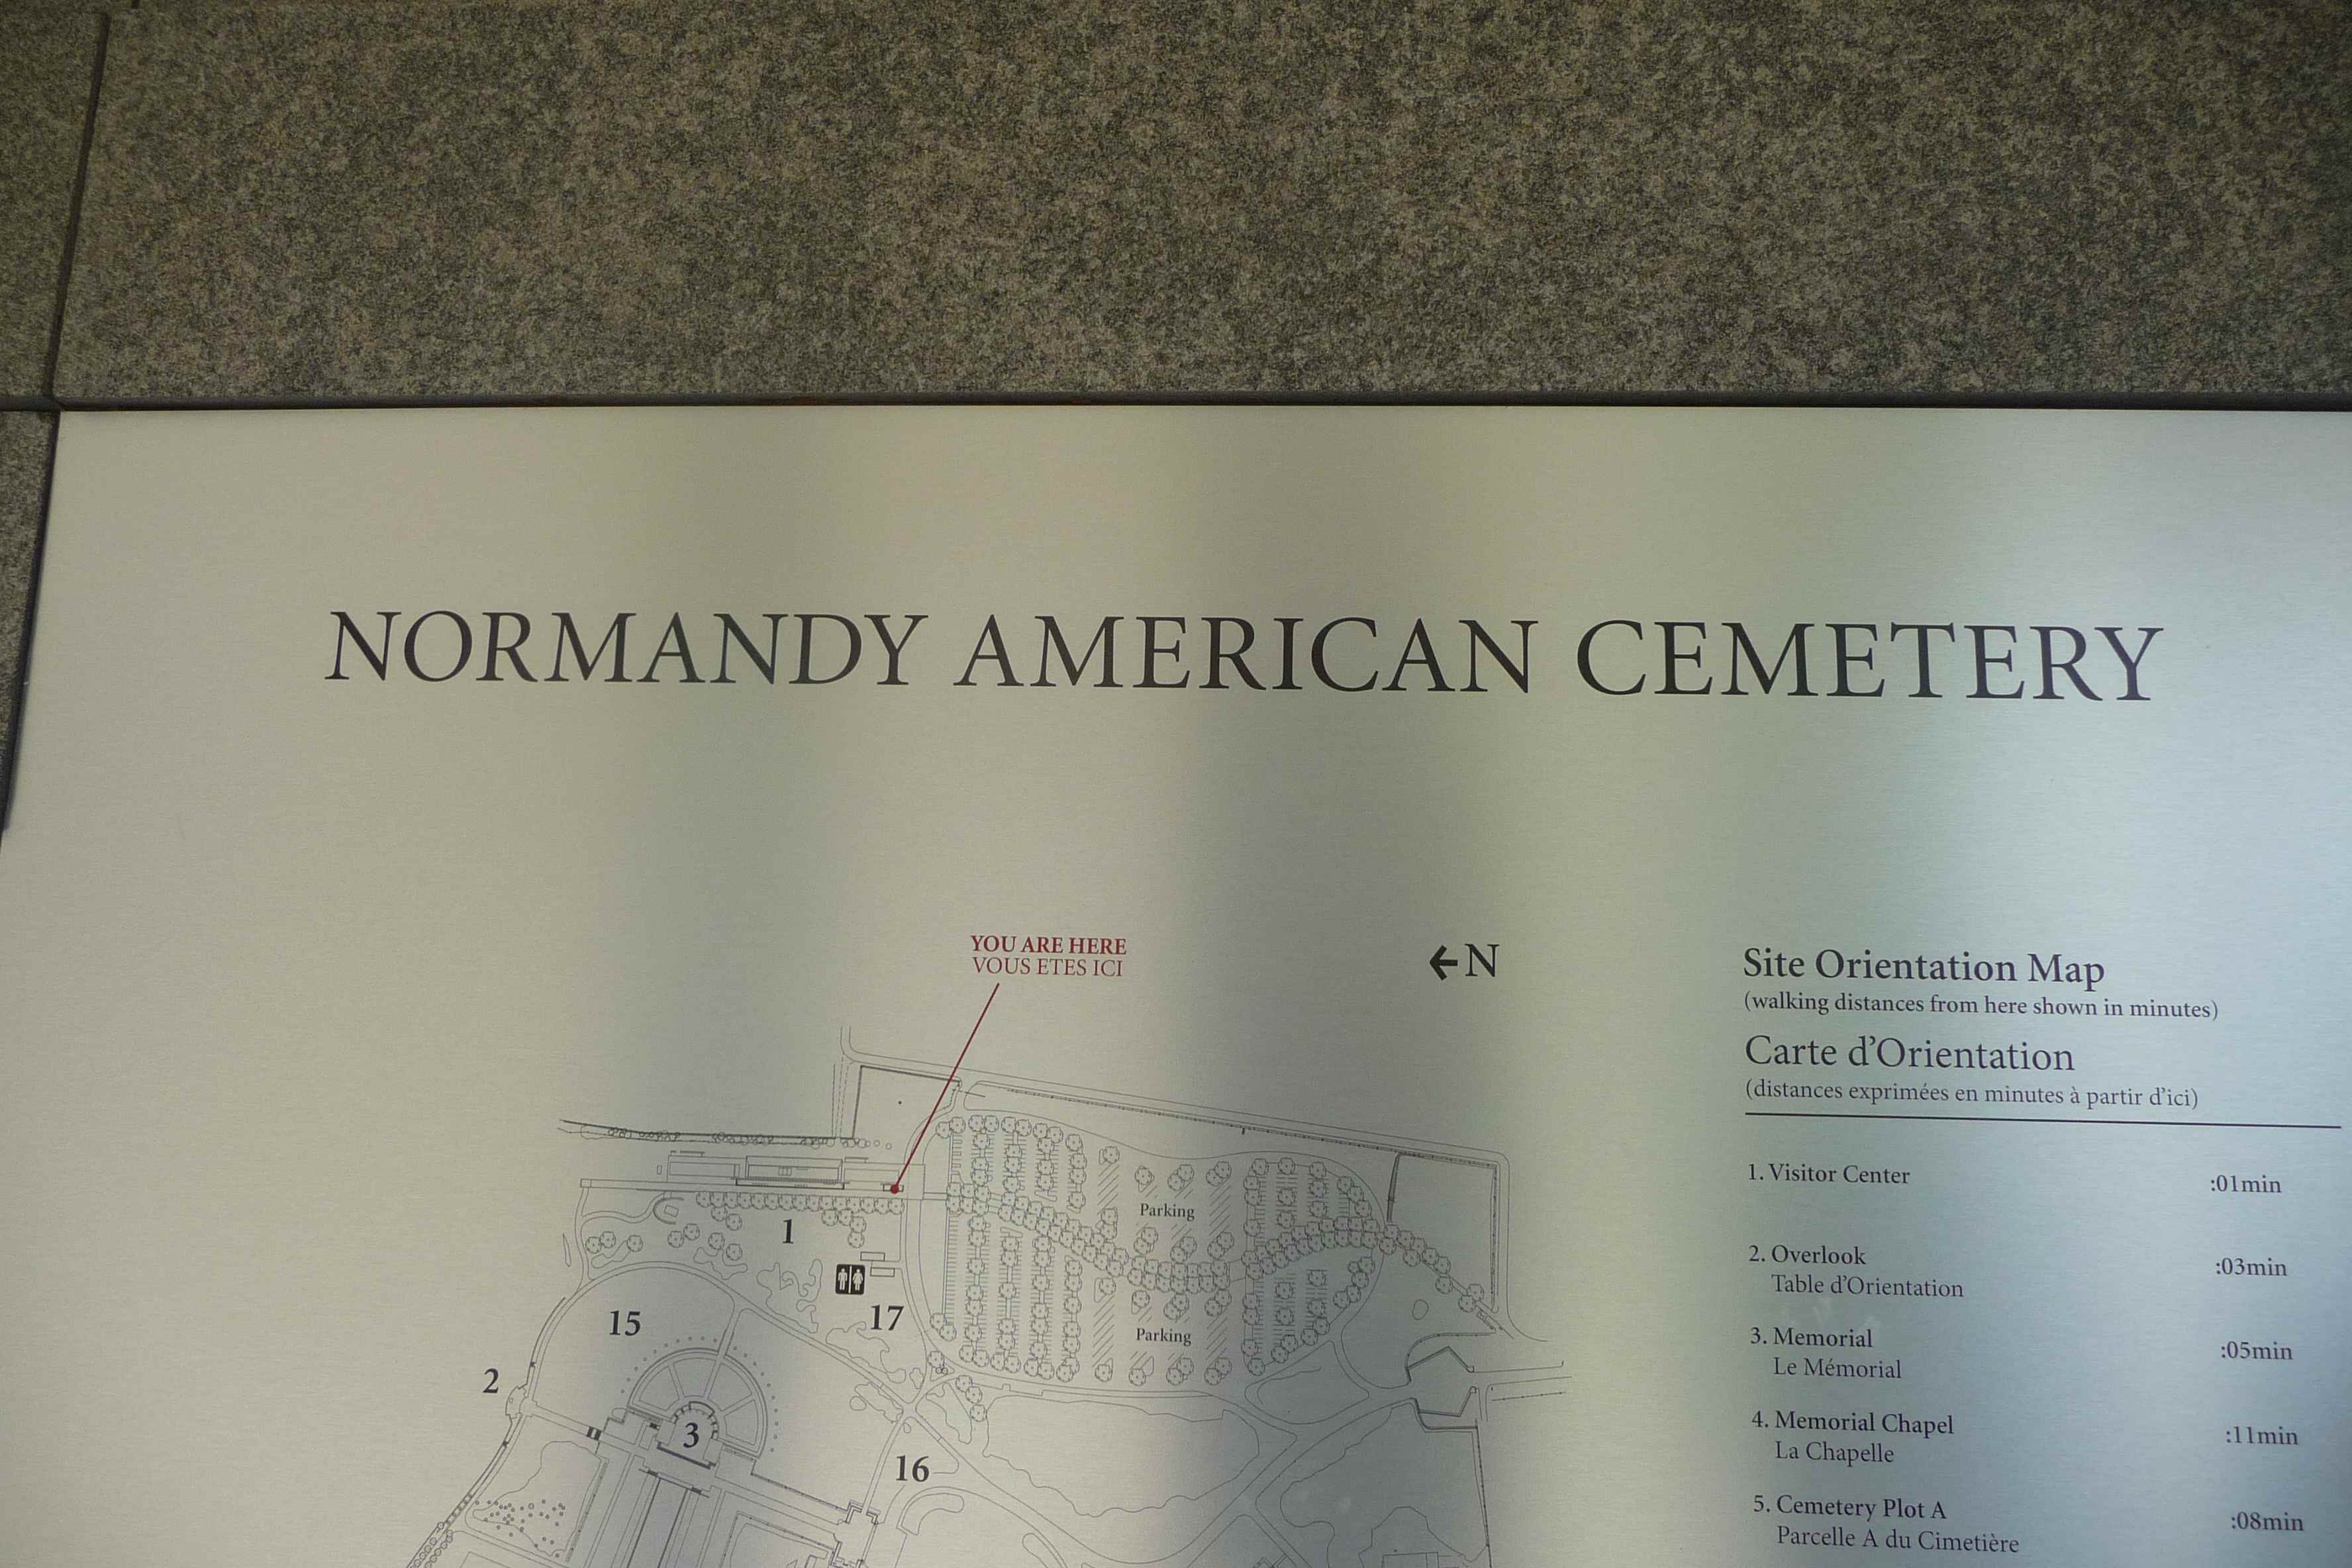 NORMANDY AMERICAN CEMETERY
YOU ARE HERE
VOUS ETES ICI
←N
Parking
1
17
15
Parking
2
3
16
Site Orientation Map
(walking distances from here shown in minutes)
Carte d'Orientation
(distances exprimées en minutes à partir d'ici)
1. Visitor Center :01min
2. Overlook :03min
Table d'Orientation
3. Memorial :05min
Le Mémorial
4. Memorial Chapel :11min
La Chapelle
5. Cemetery Plot A :08min
Parcelle A du Cimetière